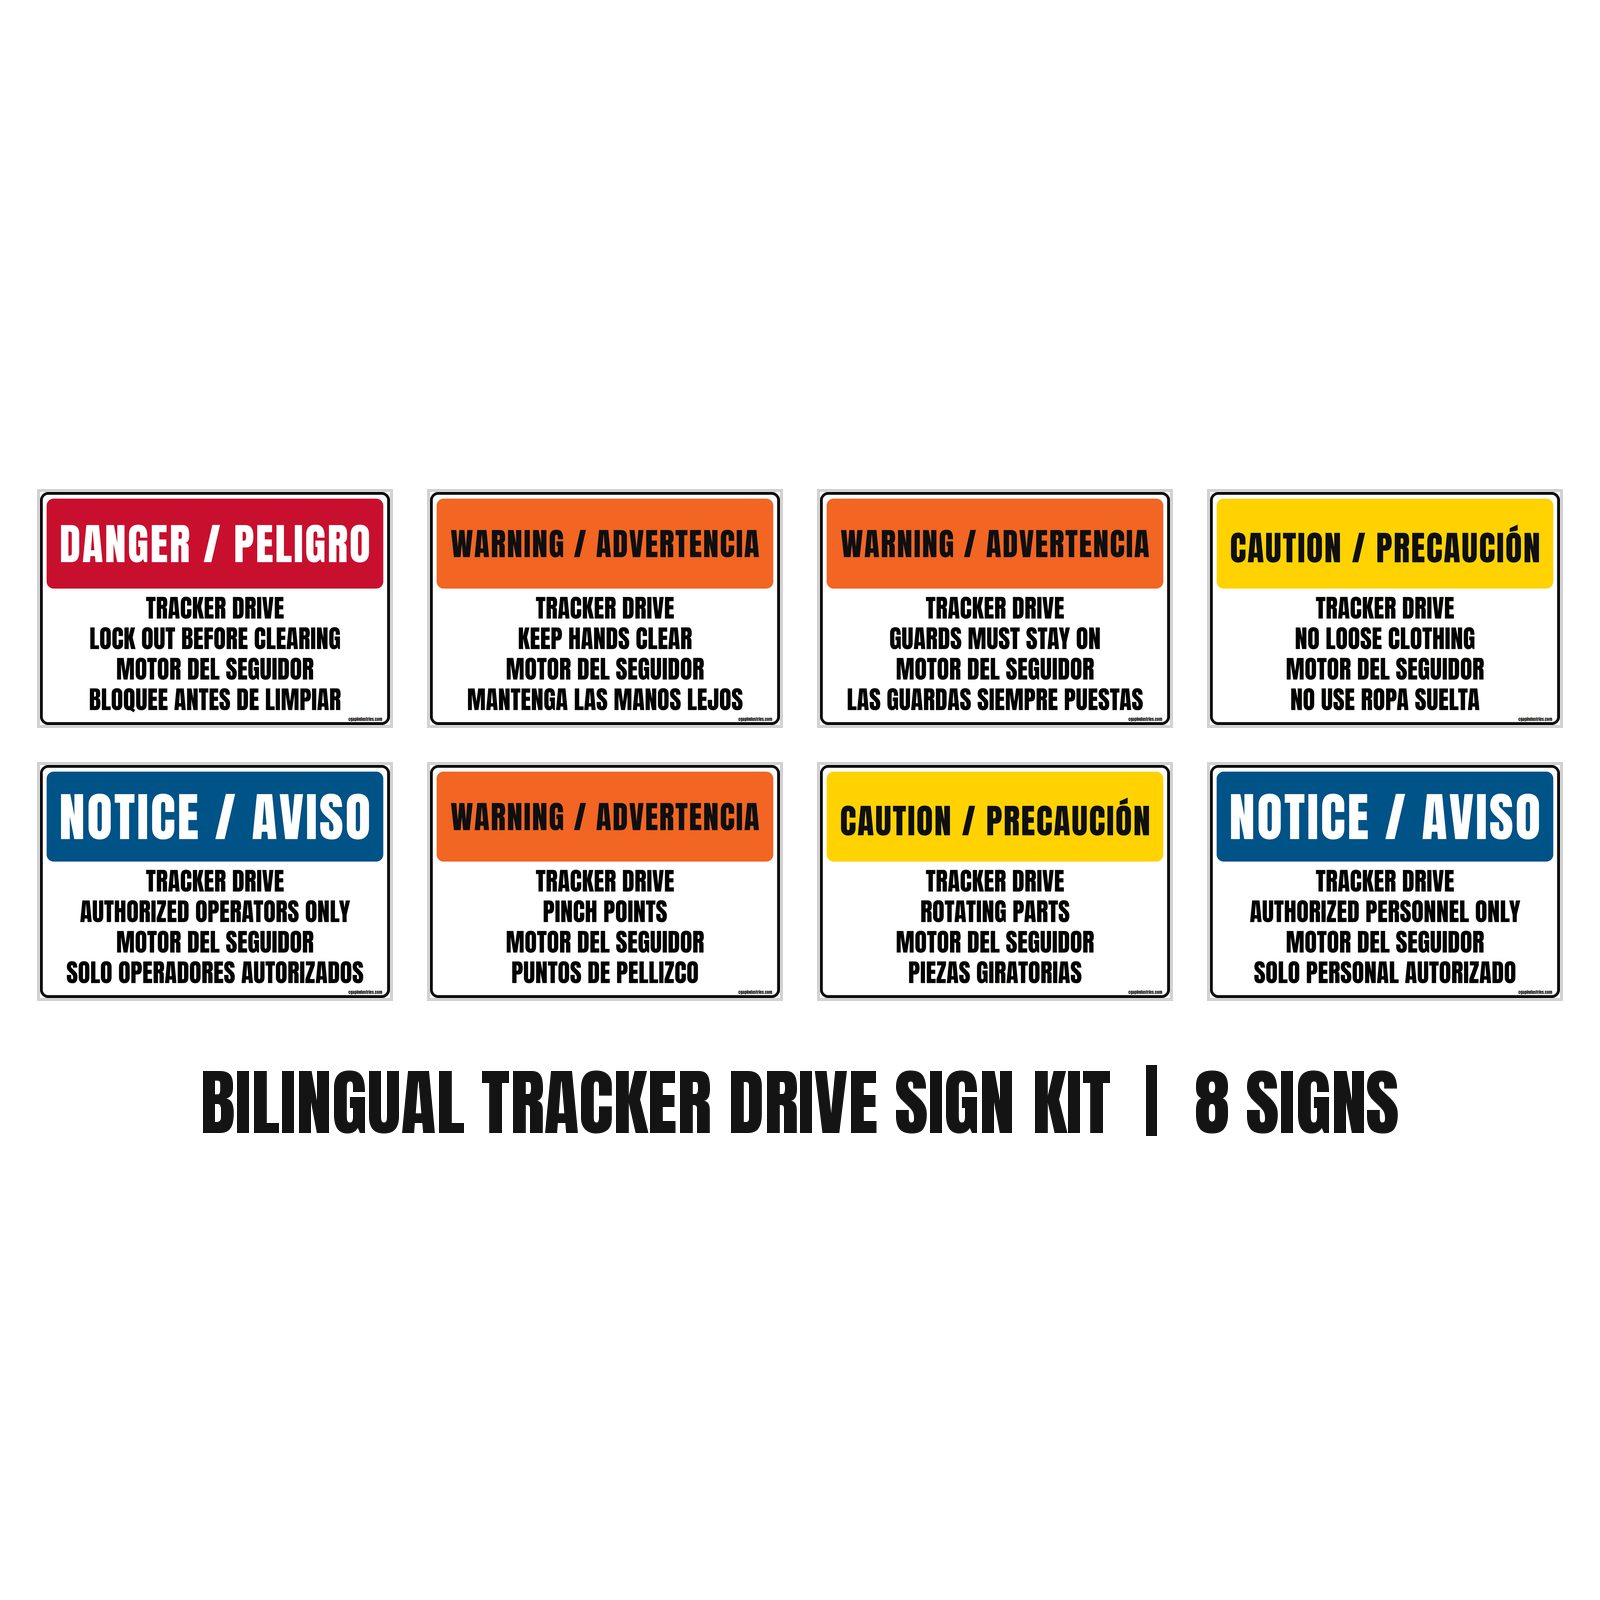 DANGER / PELIGRO
TRACKER DRIVE
LOCK OUT BEFORE CLEARING
MOTOR DEL SEGUIDOR
BLOQUEE ANTES DE LIMPIAR
WARNING / ADVERTENCIA
TRACKER DRIVE
KEEP HANDS CLEAR
MOTOR DEL SEGUIDOR
MANTENGA LAS MANOS LEJOS
WARNING / ADVERTENCIA
TRACKER DRIVE
GUARDS MUST STAY ON
MOTOR DEL SEGUIDOR
LAS GUARDAS SIEMPRE PUESTAS
CAUTION / PRECAUCIÓN
TRACKER DRIVE
NO LOOSE CLOTHING
MOTOR DEL SEGUIDOR
NO USE ROPA SUELTA
NOTICE / AVISO
TRACKER DRIVE
AUTHORIZED OPERATORS ONLY
MOTOR DEL SEGUIDOR
SOLO OPERADORES AUTORIZADOS
WARNING / ADVERTENCIA
TRACKER DRIVE
PINCH POINTS
MOTOR DEL SEGUIDOR
PUNTOS DE PELLIZCO
CAUTION / PRECAUCIÓN
TRACKER DRIVE
ROTATING PARTS
MOTOR DEL SEGUIDOR
PIEZAS GIRATORIAS
NOTICE / AVISO
TRACKER DRIVE
AUTHORIZED PERSONNEL ONLY
MOTOR DEL SEGUIDOR
SOLO PERSONAL AUTORIZADO
BILINGUAL TRACKER DRIVE SIGN KIT | 8 SIGNS